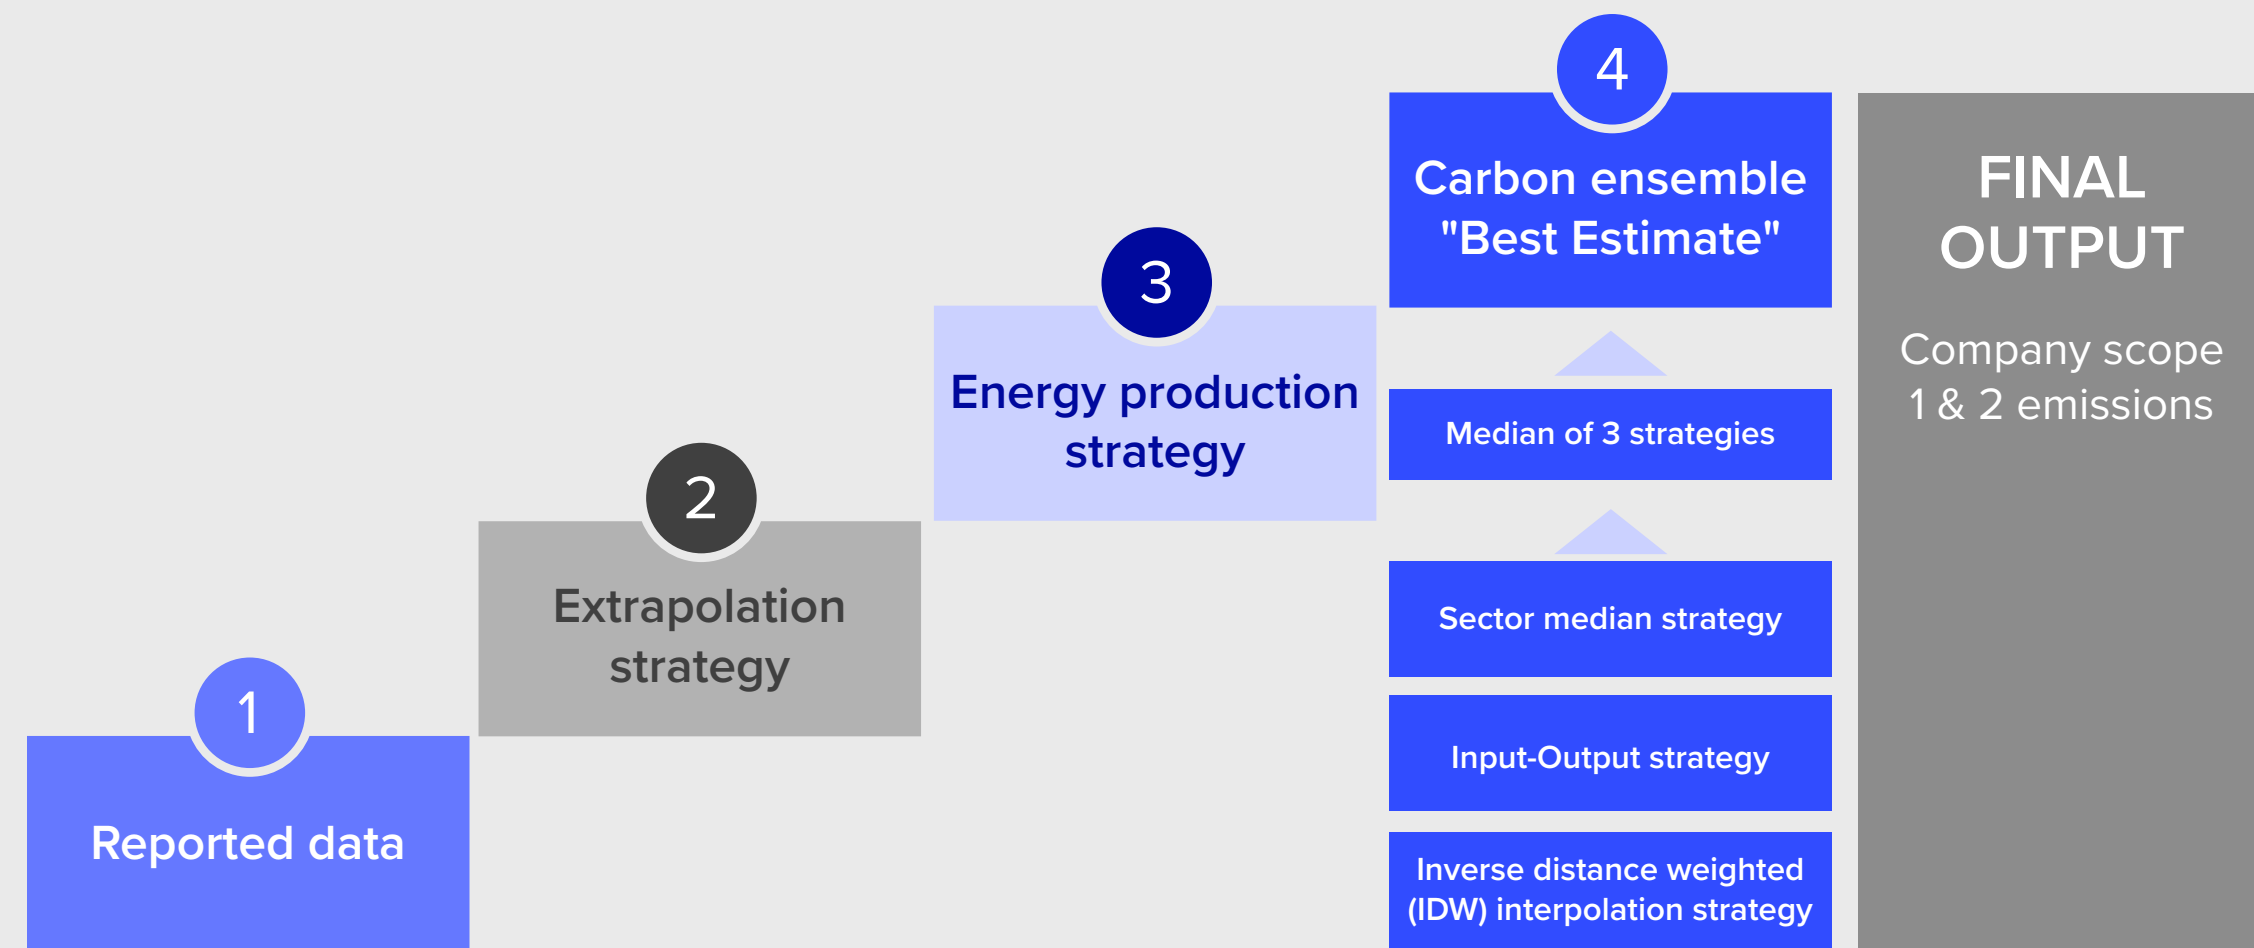 1
Reported data
2
Extrapolation
strategy
3
Energy production
strategy
4
Carbon ensemble
"Best Estimate"
Median of 3 strategies
Sector median strategy
Input-Output strategy
Inverse distance weighted
(IDW) interpolation strategy
FINAL
OUTPUT
Company scope
1 & 2 emissions